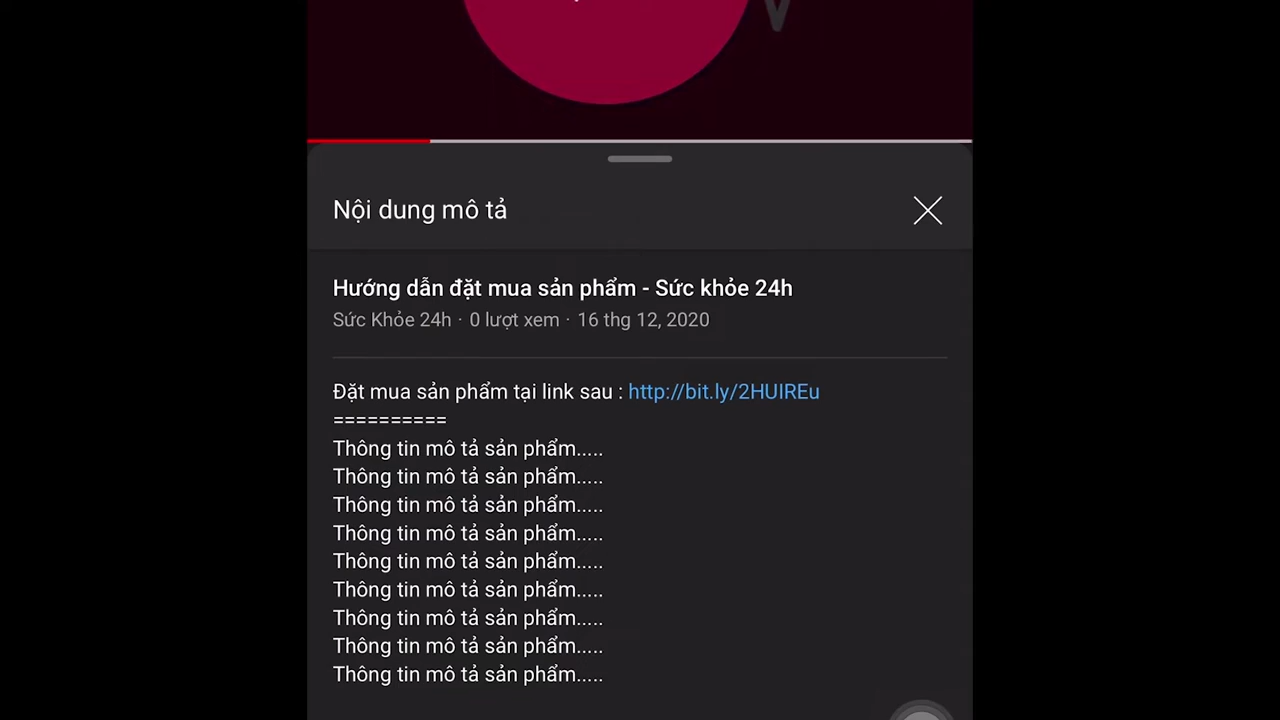 Nội dung mô tả
Hướng dẫn đặt mua sản phẩm - Sức khỏe 24h
Sức Khỏe 24h · 0 lượt xem · 16 thg 12, 2020
Đặt mua sản phẩm tại link sau : http://bit.ly/2HUIREu
==========
Thông tin mô tả sản phẩm.....
Thông tin mô tả sản phẩm.....
Thông tin mô tả sản phẩm.....
Thông tin mô tả sản phẩm.....
Thông tin mô tả sản phẩm.....
Thông tin mô tả sản phẩm.....
Thông tin mô tả sản phẩm.....
Thông tin mô tả sản phẩm.....
Thông tin mô tả sản phẩm.....